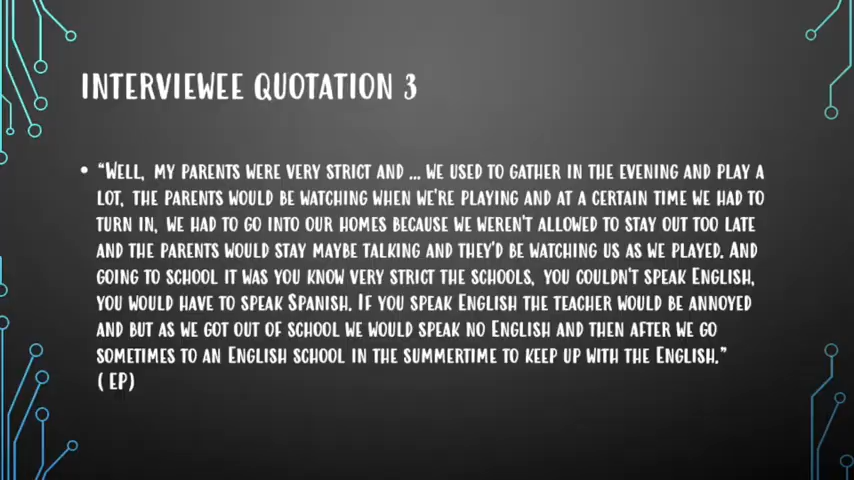 INTERVIEWEE QUOTATION 3
• "WELL, MY PARENTS WERE VERY STRICT AND ... WE USED TO GATHER IN THE EVENING AND PLAY A
LOT, THE PARENTS WOULD BE WATCHING WHEN WE'RE PLAYING AND AT A CERTAIN TIME WE HAD TO
TURN IN, WE HAD TO GO INTO OUR HOMES BECAUSE WE WEREN'T ALLOWED TO STAY OUT TOO LATE
AND THE PARENTS WOULD STAY MAYBE TALKING AND THEY'D BE WATCHING US AS WE PLAYED. AND
GOING TO SCHOOL IT WAS YOU KNOW VERY STRICT THE SCHOOLS, YOU COULDN'T SPEAK ENGLISH,
YOU WOULD HAVE TO SPEAK SPANISH. IF YOU SPEAK ENGLISH THE TEACHER WOULD BE ANNOYED
AND BUT AS WE GOT OUT OF SCHOOL WE WOULD SPEAK NO ENGLISH AND THEN AFTER WE GO
SOMETIMES TO AN ENGLISH SCHOOL IN THE SUMMERTIME TO KEEP UP WITH THE ENGLISH."
( EP)